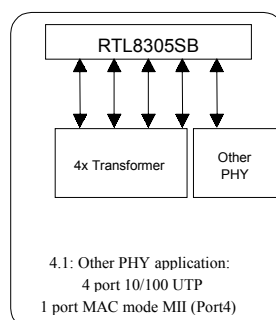 RTL8305SB
4x Transformer
Other
PHY
4.1: Other PHY application:
4 port 10/100 UTP
1 port MAC mode MII (Port4)